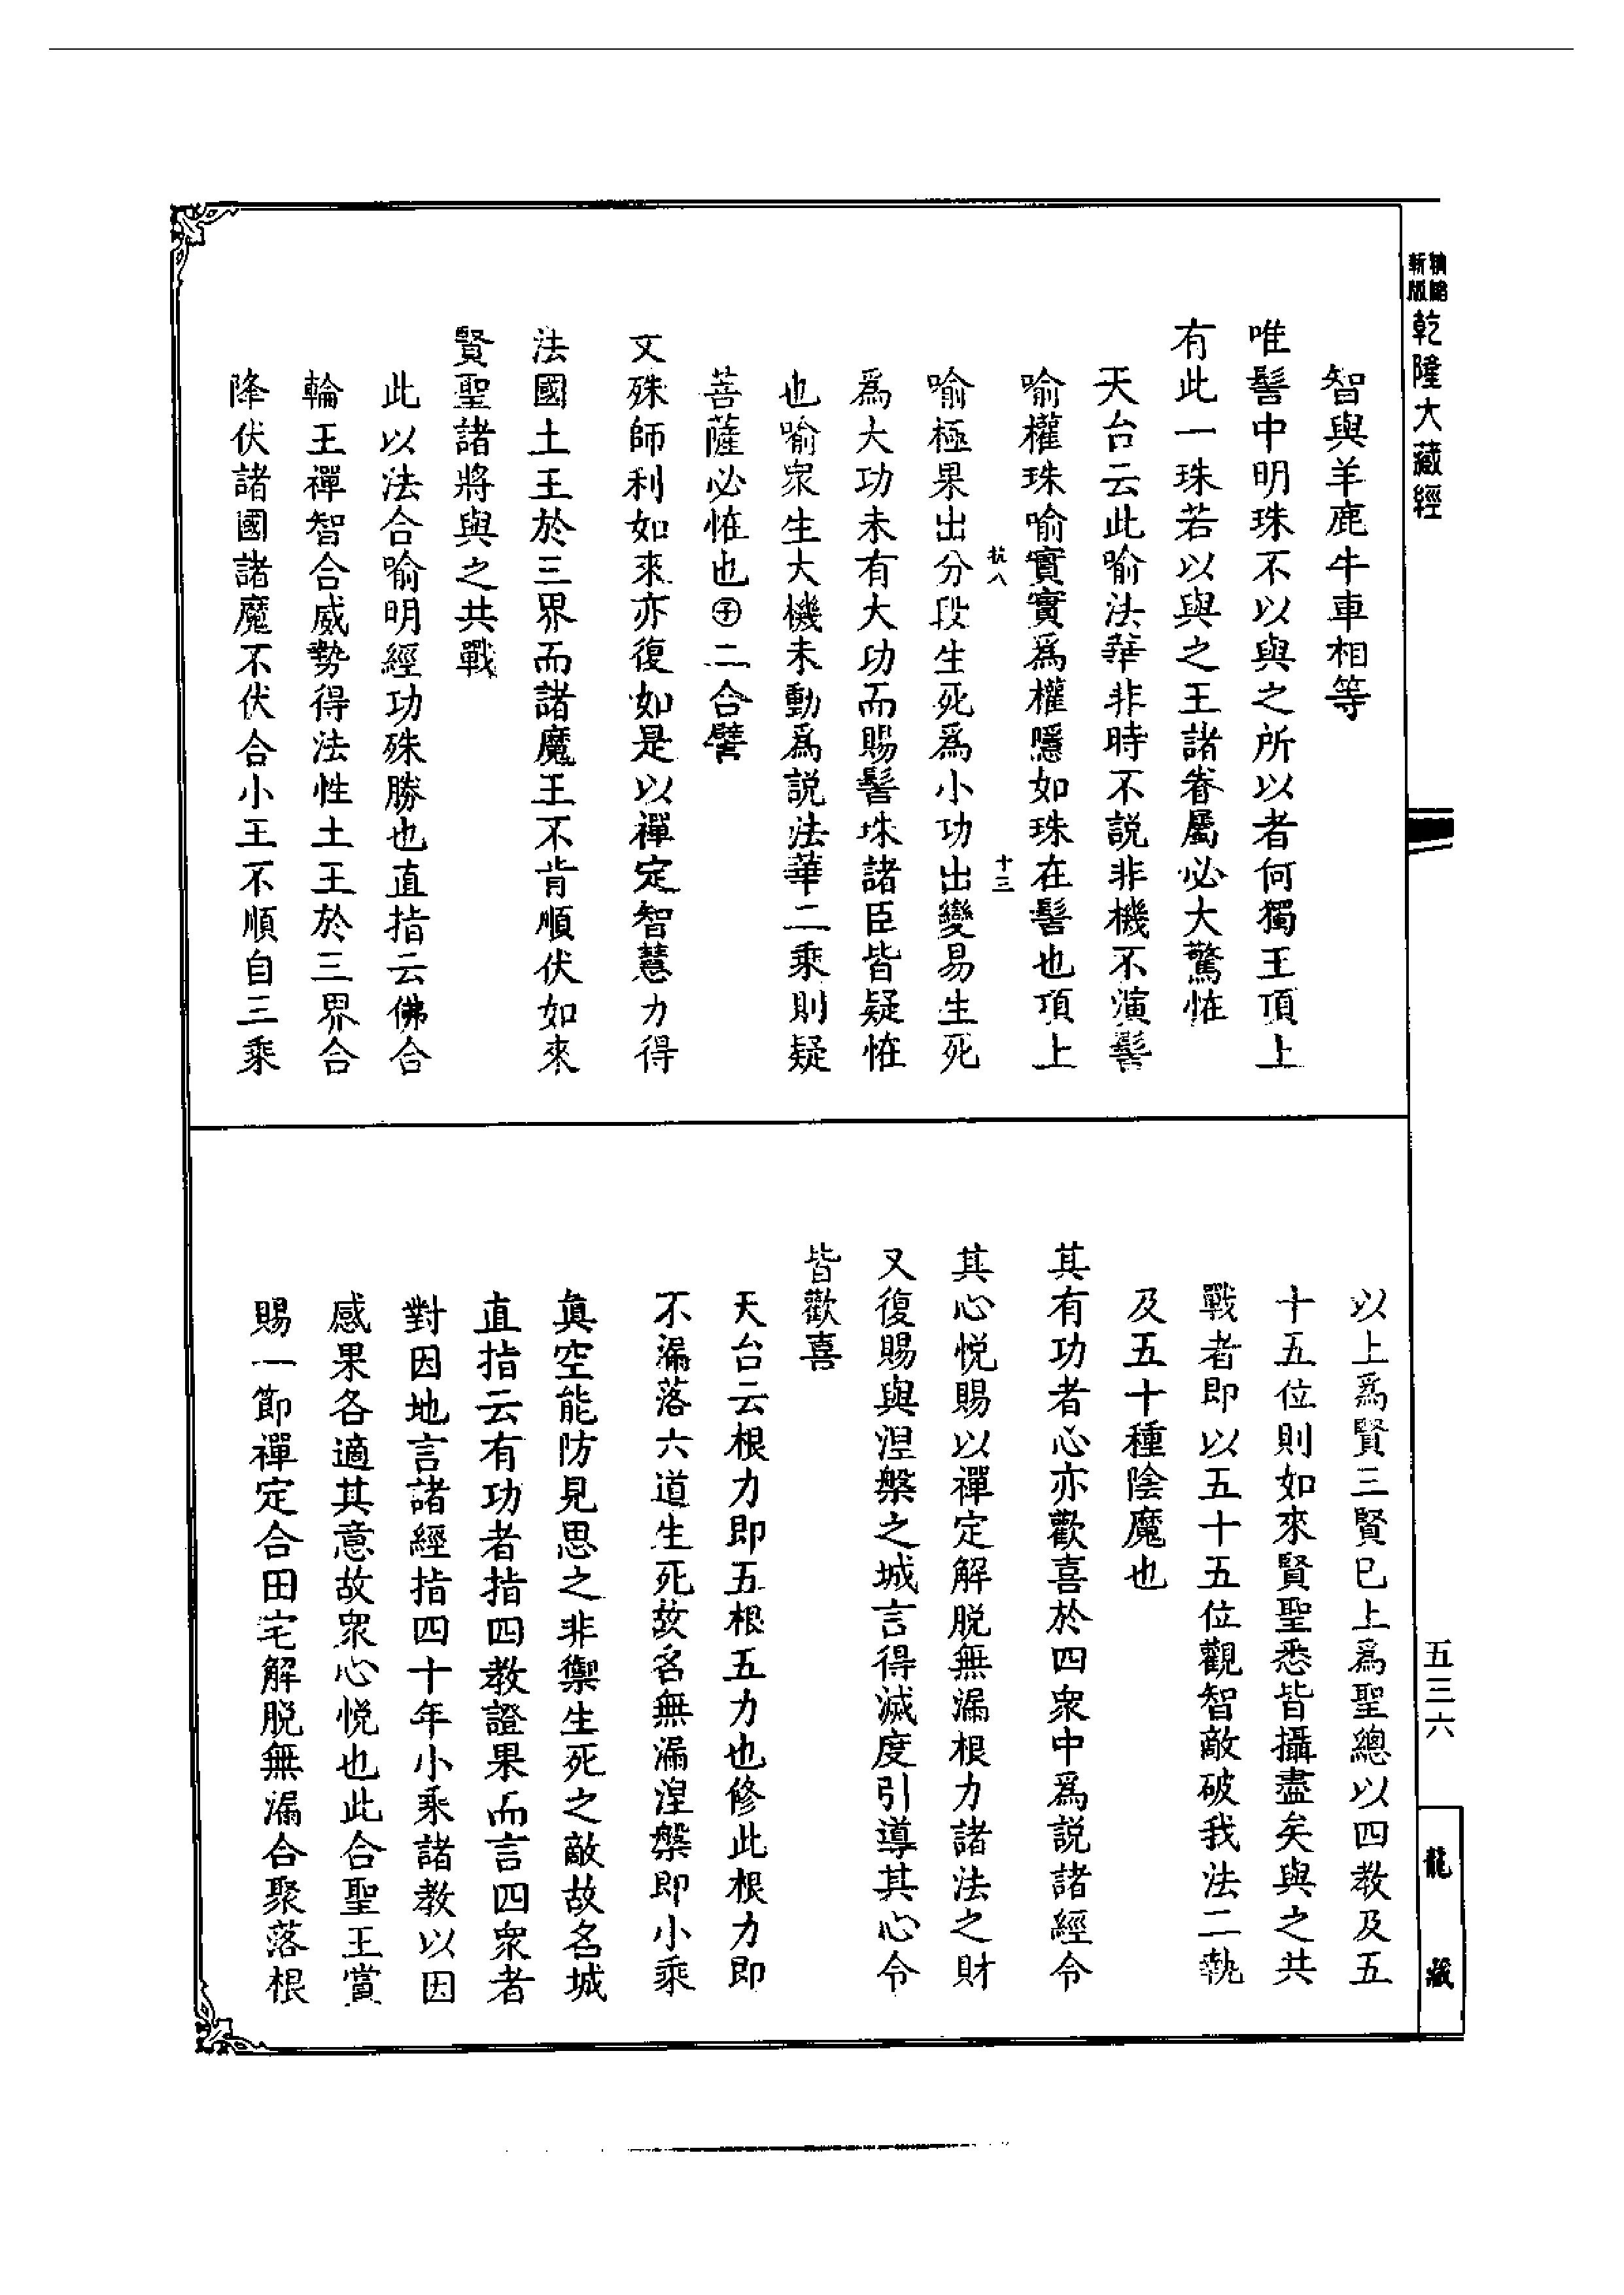 精縮
新版
乾隆大藏經
智與羊鹿牛車相等
唯髻中明珠不以與之所以者何獨王頂上
有此一珠若以與之王諸眷屬必大驚恠
天台云此喻法華非時不説非機不演髻
喻權珠喻實實爲權隱如珠在髻也頂上
抗八
十三
喻極果出分段生死爲小功出變易生死
爲大功未有大功而賜髻珠諸臣皆疑恠
也喻衆生大機未動爲説法華二乘則疑
菩薩必恠也㊉二合譬
文殊師利如來亦復如是以禪定智慧力得
法國土王於三界而諸魔王不肯順伏如來
賢聖諸將與之共戰
此以法合喻明經功殊勝也直指云佛合
輪王禪智合威勢得法性土王於三界合
降伏諸國諸魔不伏合小王不順自三乘
以上爲賢三賢已上爲聖總以四教及五
十五位則如來賢聖悉皆攝盡矣與之共
戰者即以五十五位觀智敵破我法二執
及五十種陰魔也
其有功者心亦歡喜於四衆中爲説諸經令
其心悦賜以禪定解脱無漏根力諸法之財
又復賜與涅槃之城言得滅度引導其心令
皆歡喜
天台云根力即五根五力也修此根力即
不漏落六道生死故名無漏涅槃即小乘
眞空能防見思之非禦生死之敵故名城
直指云有功者指四教證果而言四衆者
對因地言諸經指四十年小乘諸教以因
感果各適其意故衆心悦也此合聖王賞
賜一節禪定合田宅解脱無漏合聚落根
五三六
龍藏